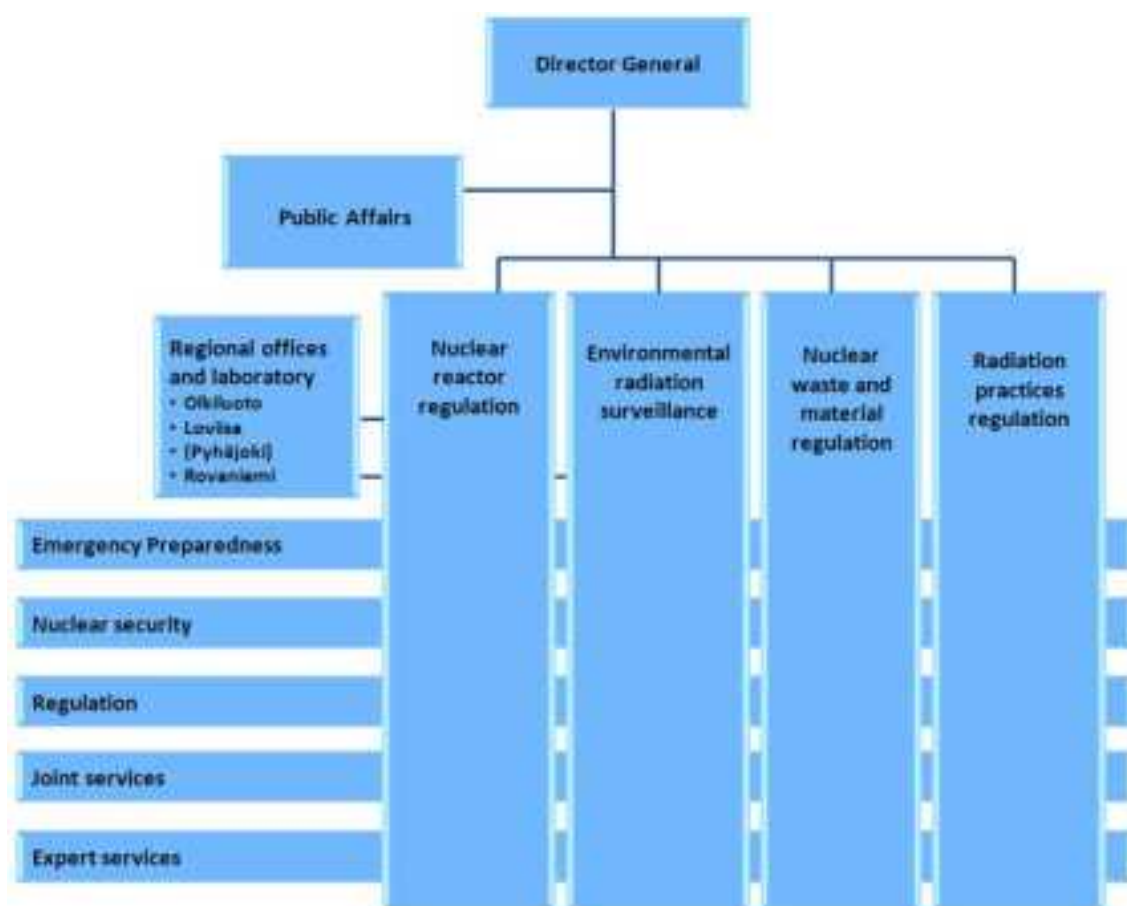 Director General
Public Affairs
Regional offices
and laboratory
• Olkiluoto
• Loviisa
• (Pyhäjoki)
• Rovaniemi
Nuclear
reactor
regulation
Environmental
radiation
surveillance
Nuclear
waste and
material
regulation
Radiation
practices
regulation
Emergency Preparedness
Nuclear security
Regulation
Joint services
Expert services